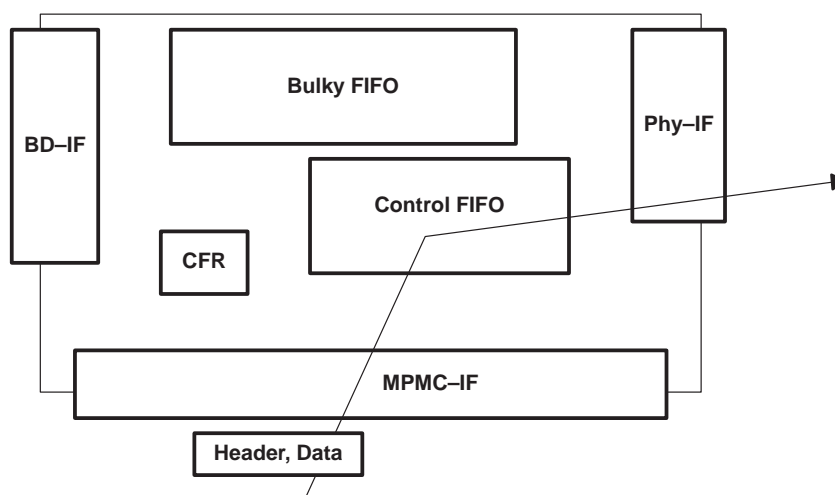 Bulky FIFO
BD–IF
Phy–IF
Control FIFO
CFR
MPMC–IF
Header, Data